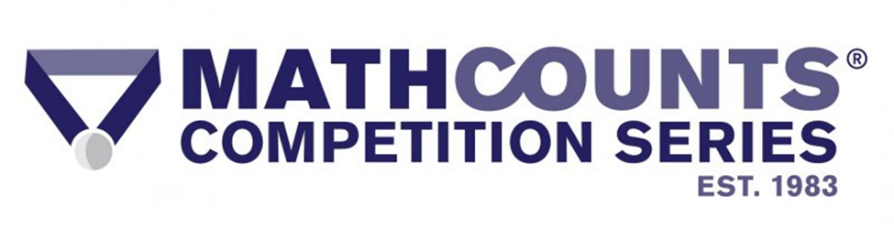 MATHCOUNTS®
COMPETITION SERIES
EST. 1983